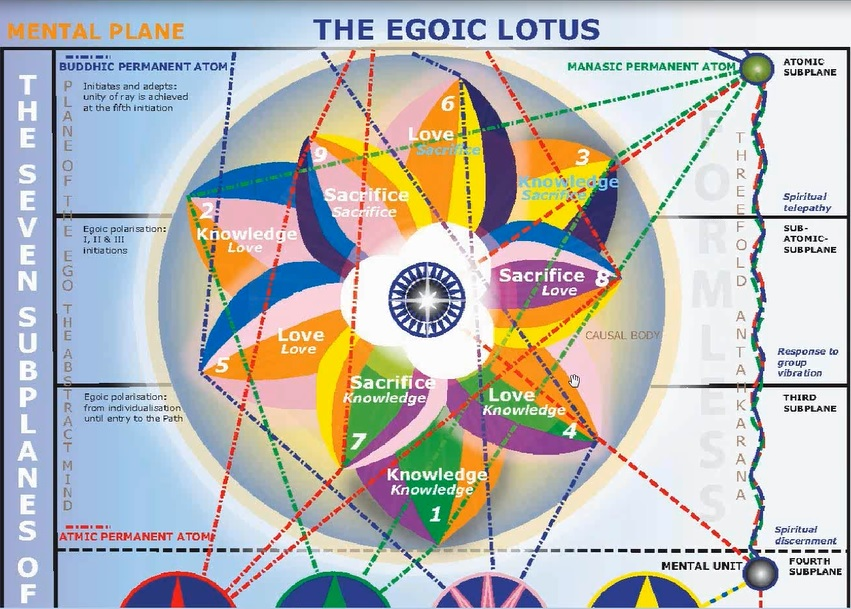 MENTAL PLANE
THE EGOIC LOTUS
THE SEVEN SUBPLANES OF
BUDDHIC PERMANENT ATOM
PLANE OF THE EGO THE ABSTRACT MIND
Initiates and adepts:
unity of ray is achieved
at the fifth initiation
Egoic polarisation:
I, II & III
initiations
Egoic polarisation:
from individualisation
until entry to the Path
ATMIC PERMANENT ATOM
MANASIC PERMANENT ATOM
6
Love
Sacrifice
9
Sacrifice
Sacrifice
3
Knowledge
Sacrifice
2
Knowledge
Love
Sacrifice
Love
8
CAUSAL BODY
Love
Love
5
Sacrifice
Knowledge
7
Love
Knowledge
4
Knowledge
Knowledge
1
FORMLESS
THREEFOLD ANTAHKARANA
ATOMIC
SUBPLANE
Spiritual
telepathy
SUB-
ATOMIC-
SUBPLANE
Response to
group
vibration
THIRD
SUBPLANE
Spiritual
discernment
MENTAL UNIT
FOURTH
SUBPLANE